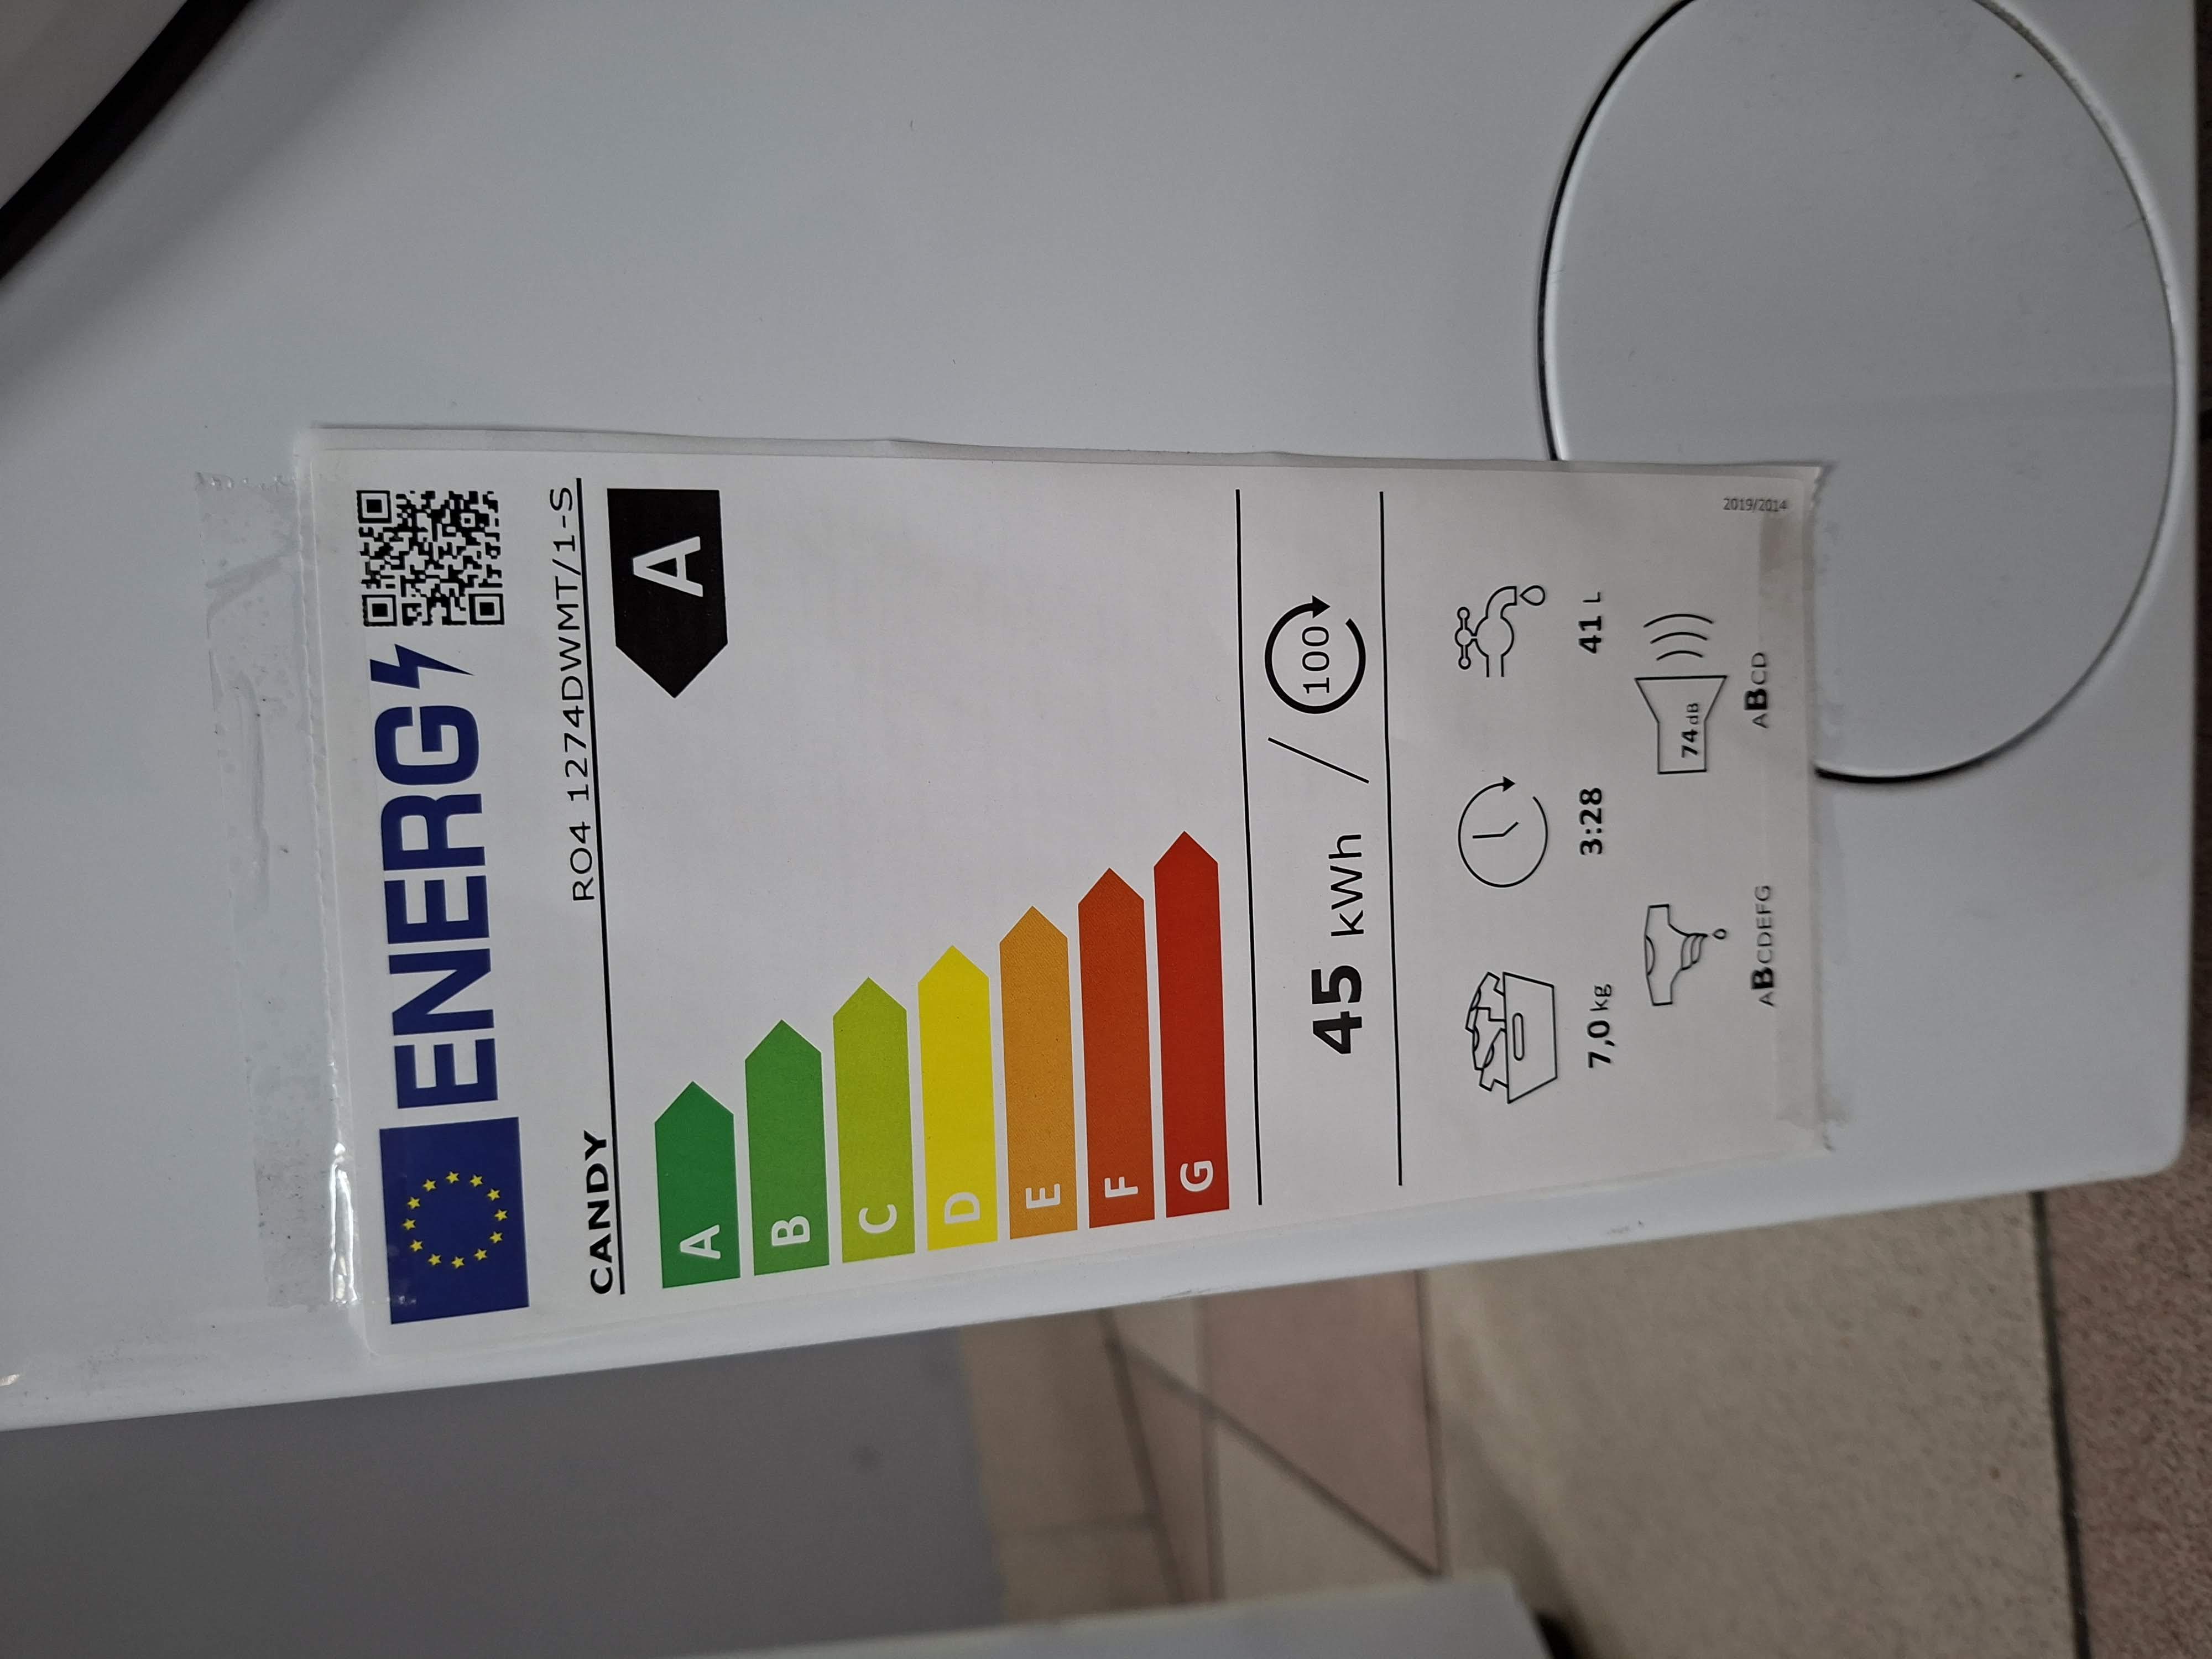 ENERG
CANDY RO4 1274DWMT/1-S
A
A
B
C
D
E
F
G
45 kWh / 100
7,0 kg 3:28 41 L
74 dB
ABCDEFG ABCD
2019/2014